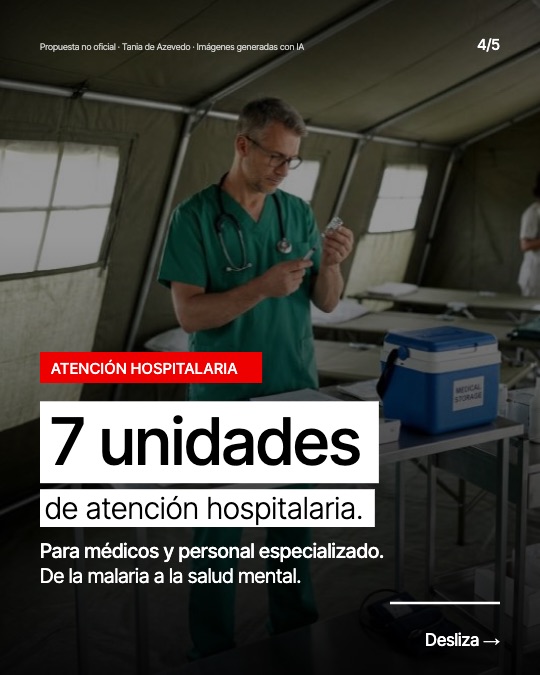 Propuesta no oficial · Tania de Azevedo · Imágenes generadas con IA
4/5
MEDICAL
STORAGE
ATENCIÓN HOSPITALARIA
7 unidades
de atención hospitalaria.
Para médicos y personal especializado.
De la malaria a la salud mental.
Desliza →